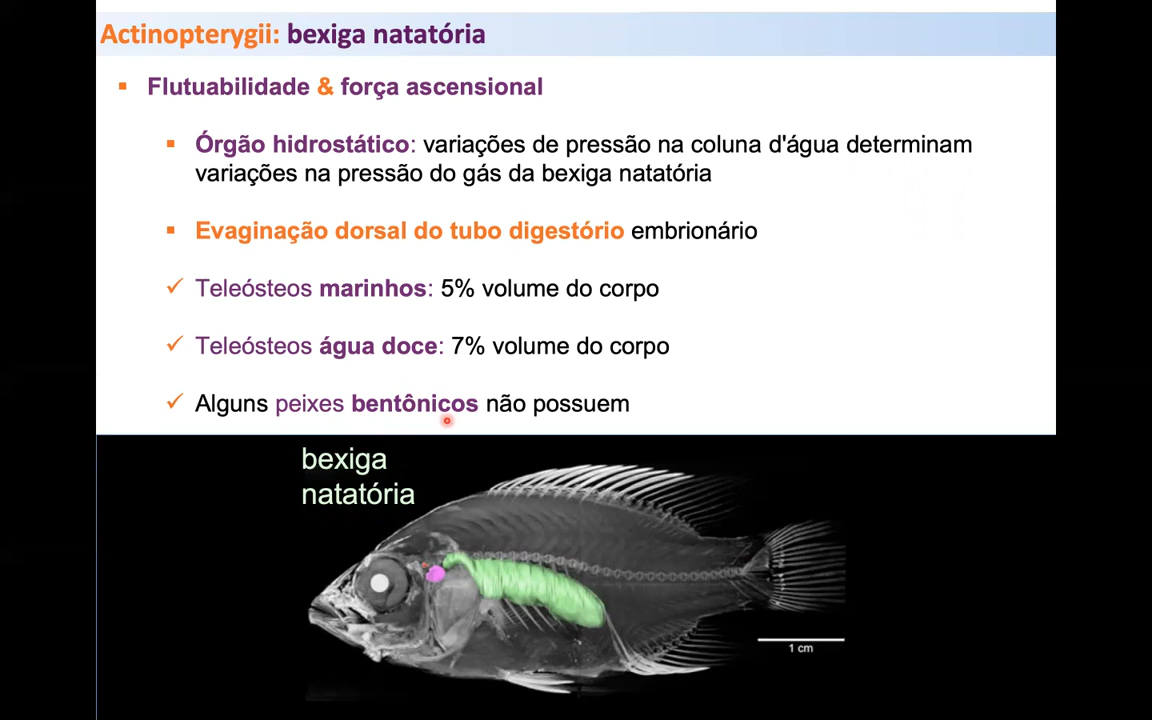 Actinopterygii: bexiga natatória
Flutuabilidade & força ascensional
Órgão hidrostático: variações de pressão na coluna d'água determinam
variações na pressão do gás da bexiga natatória
Evaginação dorsal do tubo digestório embrionário
Teleósteos marinhos: 5% volume do corpo
Teleósteos água doce: 7% volume do corpo
Alguns peixes bentônicos não possuem
bexiga
natatória
1 cm